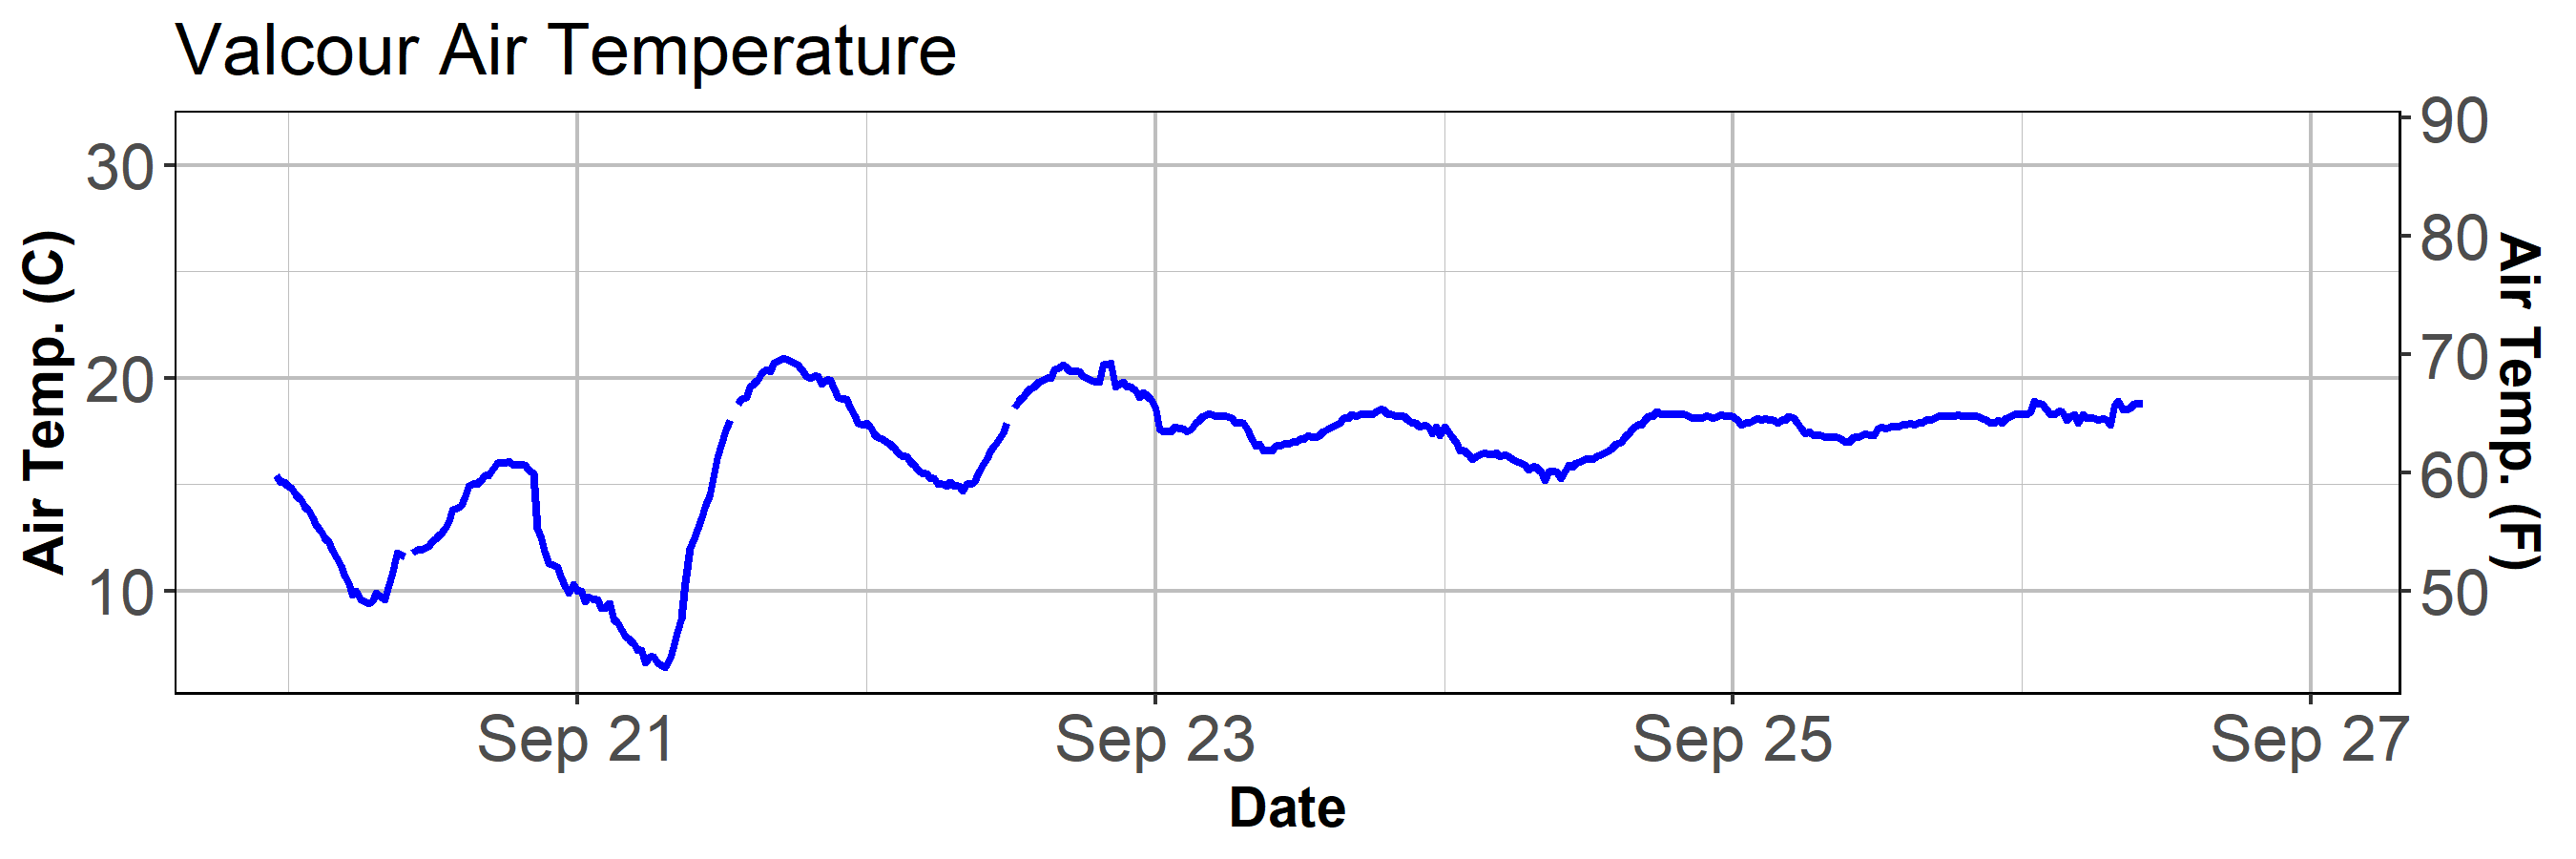 Valcour Air Temperature
Air Temp. (C)
30
20
10
90
80
70
60
50
Air Temp. (F)
Sep 21
Sep 23
Sep 25
Sep 27
Date